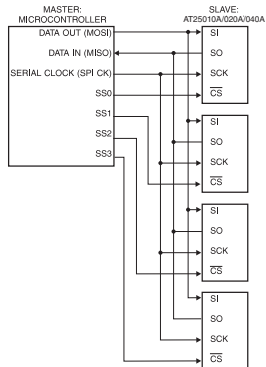 MASTER:
MICROCONTROLLER
SLAVE:
AT25010A/020A/040A
DATA OUT (MOSI)
DATA IN (MISO)
SERIAL CLOCK (SPI CK)
SS0
SS1
SS2
SS3
SI
SO
SCK
CS
SI
SO
SCK
CS
SI
SO
SCK
CS
SI
SO
SCK
CS